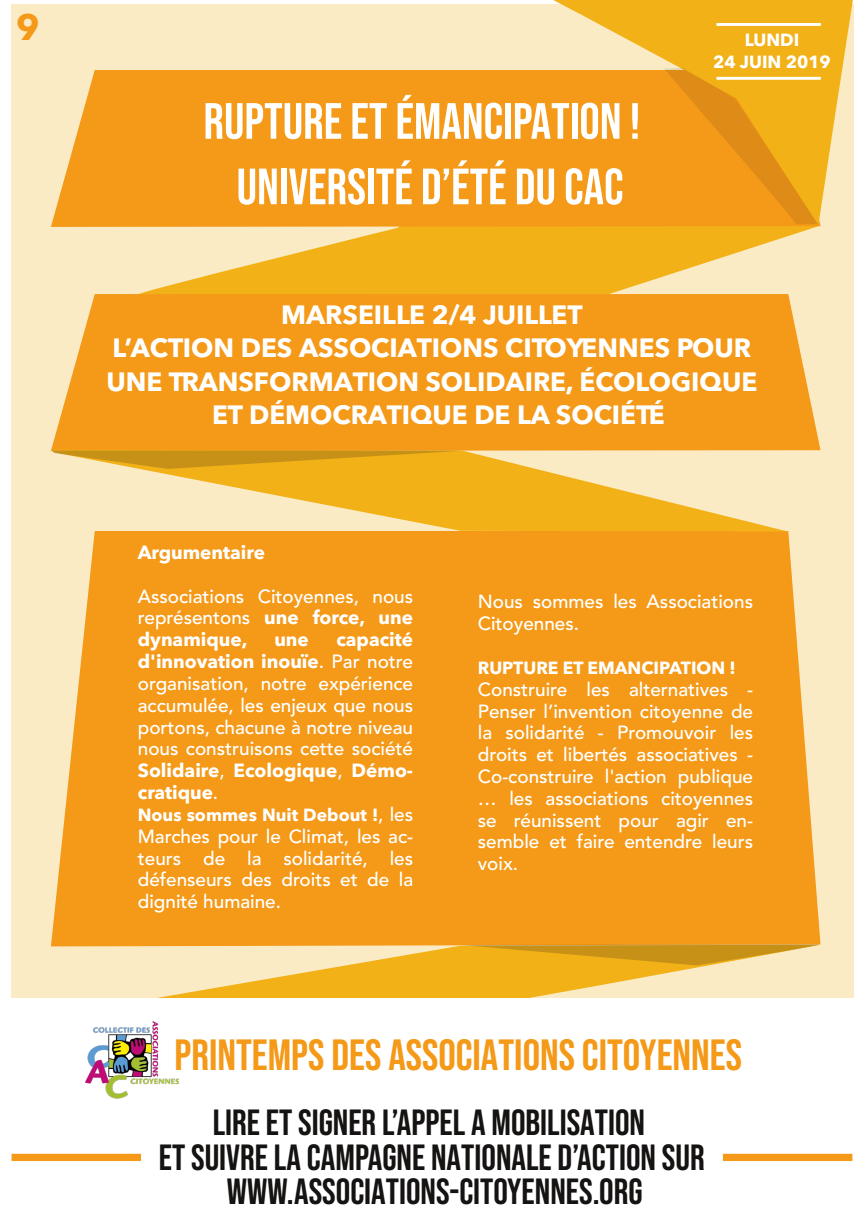 9
LUNDI
24 JUIN 2019
RUPTURE ET ÉMANCIPATION !
UNIVERSITÉ D’ÉTÉ DU CAC
MARSEILLE 2/4 JUILLET
L’ACTION DES ASSOCIATIONS CITOYENNES POUR
UNE TRANSFORMATION SOLIDAIRE, ÉCOLOGIQUE
ET DÉMOCRATIQUE DE LA SOCIÉTÉ
Argumentaire
Associations Citoyennes, nous
représentons une force, une
dynamique, une capacité
d'innovation inouïe. Par notre
organisation, notre expérience
accumulée, les enjeux que nous
portons, chacune à notre niveau
nous construisons cette société
Solidaire, Ecologique, Démo-
cratique.
Nous sommes Nuit Debout !, les
Marches pour le Climat, les ac-
teurs de la solidarité, les
défenseurs des droits et de la
dignité humaine.
Nous sommes les Associations
Citoyennes.
RUPTURE ET EMANCIPATION !
Construire les alternatives -
Penser l’invention citoyenne de
la solidarité - Promouvoir les
droits et libertés associatives -
Co-construire l'action publique
… les associations citoyennes
se réunissent pour agir en-
semble et faire entendre leurs
voix.
COLLECTIF DES
ASSOCIATIONS
CITOYENNES
CAC
PRINTEMPS DES ASSOCIATIONS CITOYENNES
LIRE ET SIGNER L’APPEL A MOBILISATION
ET SUIVRE LA CAMPAGNE NATIONALE D’ACTION SUR
WWW.ASSOCIATIONS-CITOYENNES.ORG